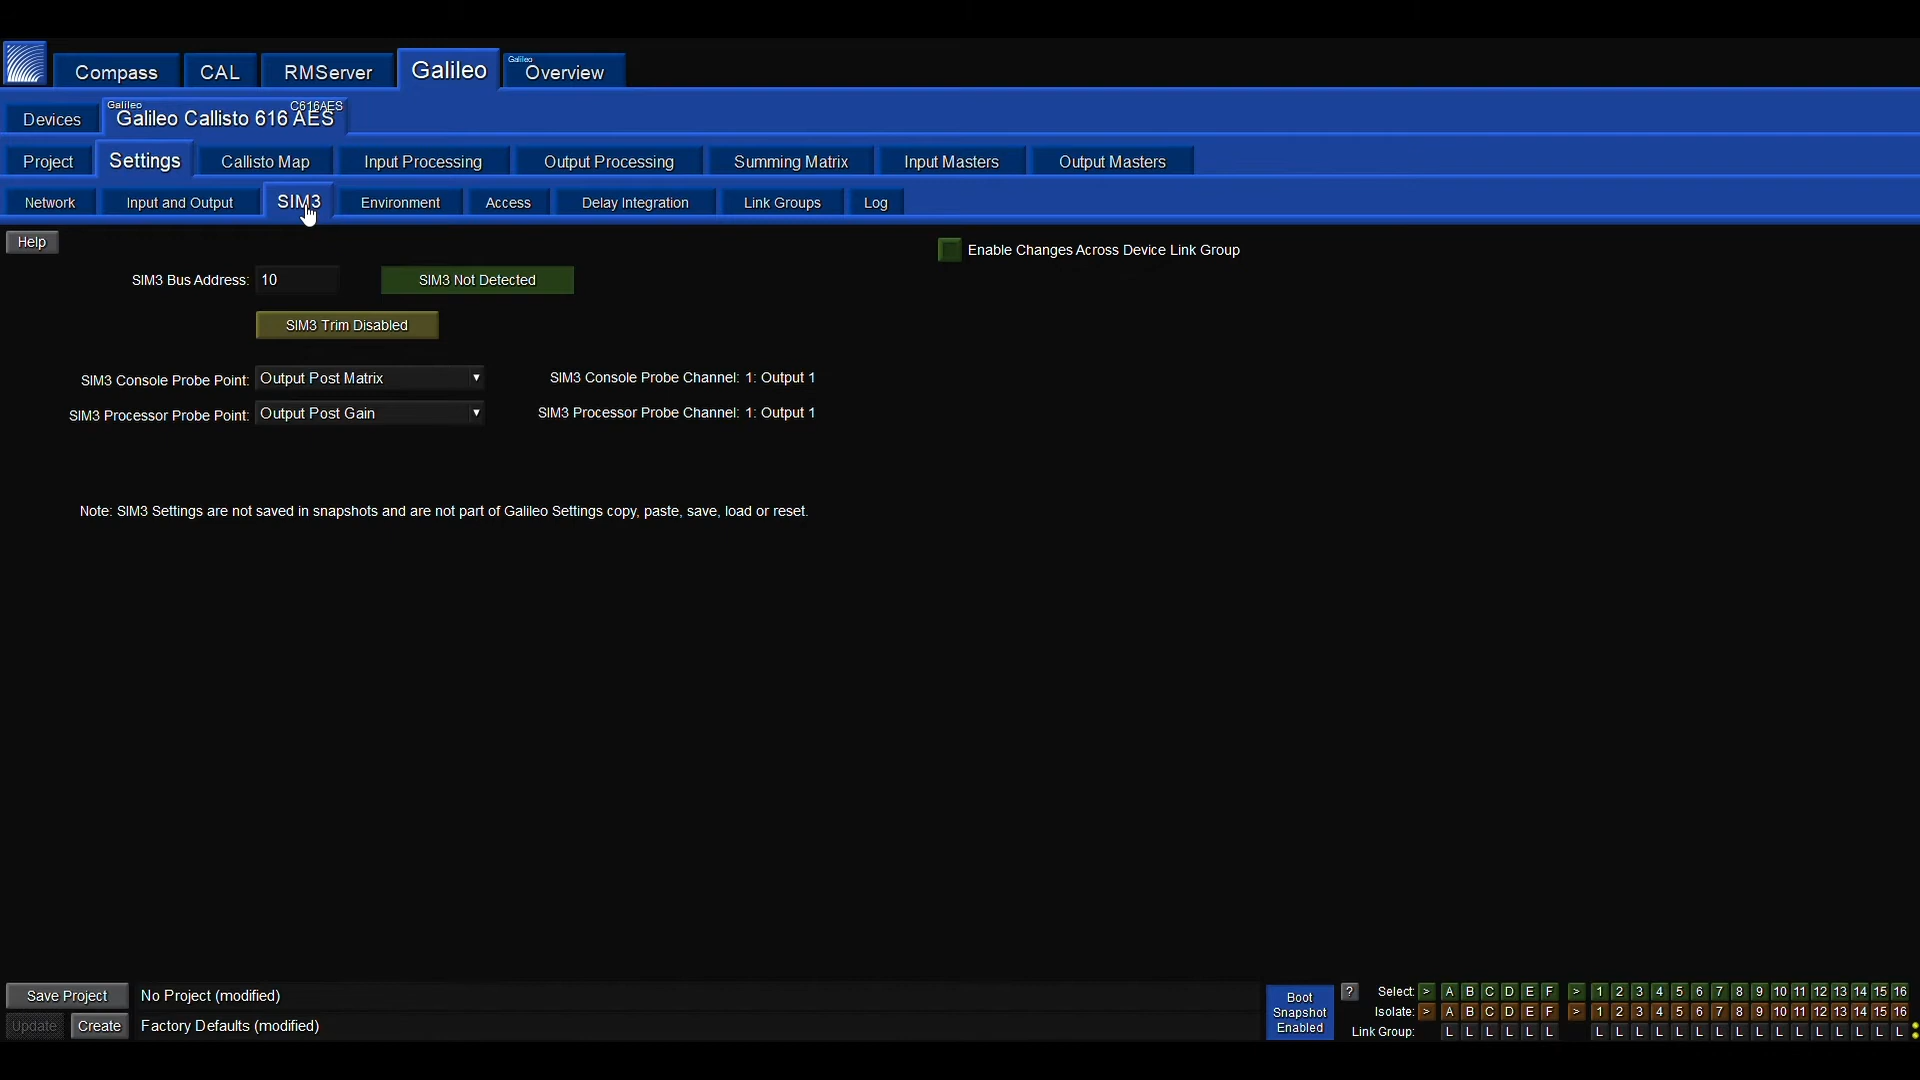 Compass CAL RMServer Galileo Galileo Overview
Devices Galileo Galileo Callisto 616 AES C616AES
Project Settings Callisto Map Input Processing Output Processing Summing Matrix Input Masters Output Masters
Network Input and Output SIM3 Environment Access Delay Integration Link Groups Log
Help
Enable Changes Across Device Link Group
SIM3 Bus Address: 10 SIM3 Not Detected
SIM3 Trim Disabled
SIM3 Console Probe Point: Output Post Matrix SIM3 Console Probe Channel: 1: Output 1
SIM3 Processor Probe Point: Output Post Gain SIM3 Processor Probe Channel: 1: Output 1
Note: SIM3 Settings are not saved in snapshots and are not part of Galileo Settings copy, paste, save, load or reset.
Save Project No Project (modified)
Update Create Factory Defaults (modified)
Boot
Snapshot
Enabled
? Select: > A B C D E F > 1 2 3 4 5 6 7 8 9 10 11 12 13 14 15 16
Isolate: > A B C D E F > 1 2 3 4 5 6 7 8 9 10 11 12 13 14 15 16
Link Group: L L L L L L L L L L L L L L L L L L L L L L